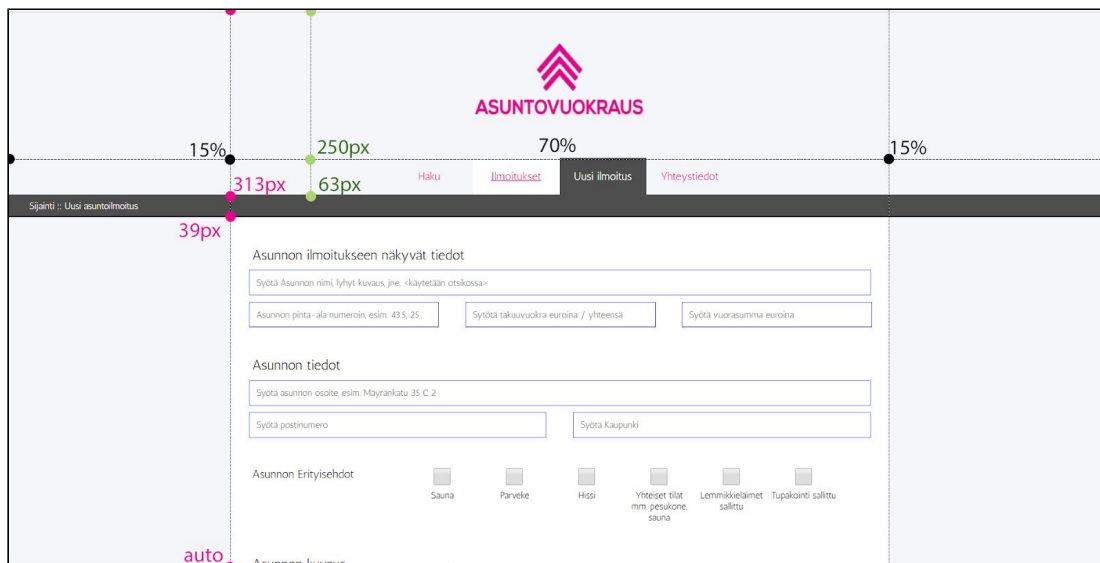 ASUNTOVUOKRAUS
15% 250px 70% 15%
Haku Ilmoitukset Uusi ilmoitus Yhteystiedot
313px 63px
Sijainti :: Uusi asuntoilmoitus
39px
Asunnon ilmoitukseen näkyvät tiedot
Syötä Asunnon nimi, lyhyt kuvaus, jne. <käytetään otsikossa>
Asunnon pinta-ala numeroin, esim. 43.5, 25.. Sytötä takuuvuokra euroina / yhteensä Syötä vuorasumma euroina
Asunnon tiedot
Syötä asunnon osoite, esim. Mäyränkatu 35 C 2
Syötä postinumero Syötä Kaupunki
Asunnon Erityisehdot
Sauna Parveke Hissi Yhteiset tilat Lemmikkieläimet Tupakointi sallittu
mm. pesukone, sallittu
sauna
auto
Asunnon kuvaus